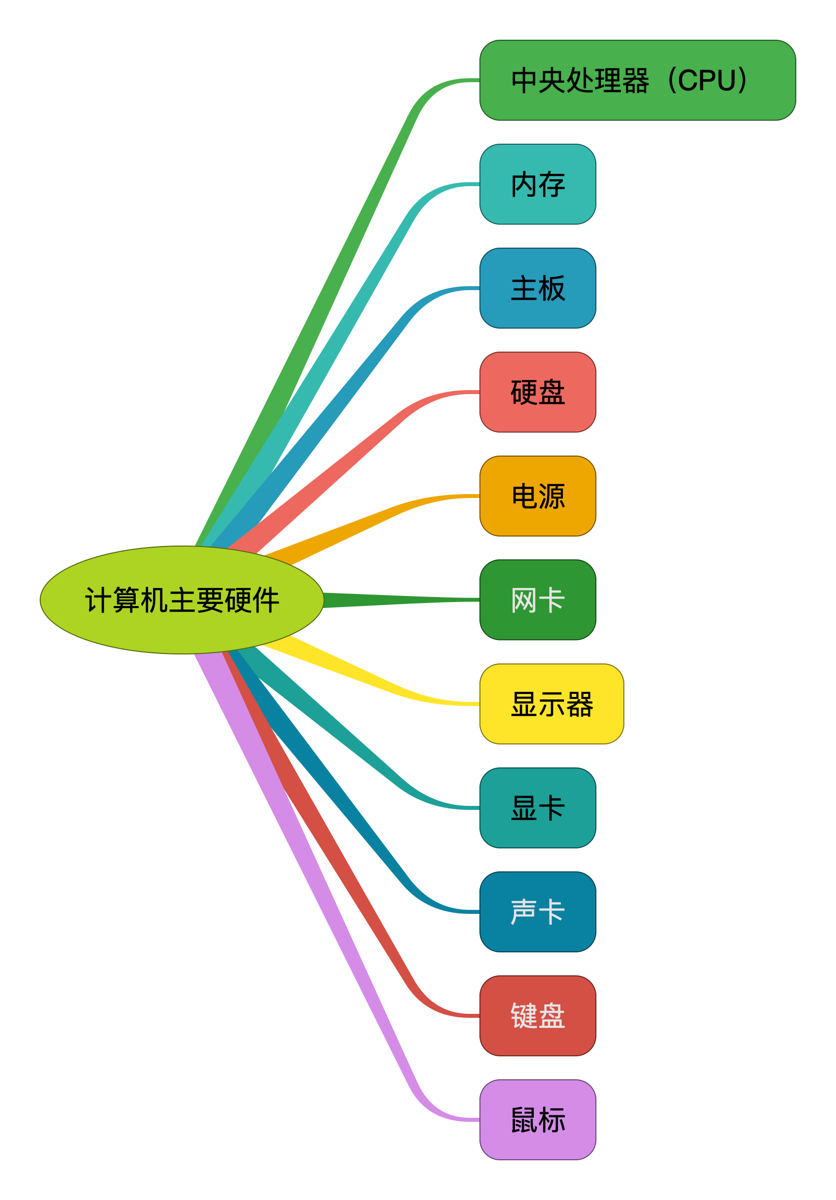 中央处理器（CPU）
内存
主板
硬盘
电源
计算机主要硬件
网卡
显示器
显卡
声卡
键盘
鼠标